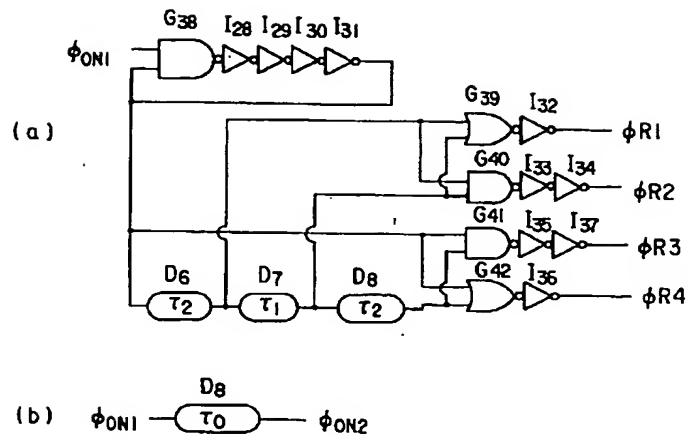 G38 I28 I29 I30 I31
ϕON1
(a)
G39 I32
ϕR1
G40 I33 I34
ϕR2
G41 I35 I37
ϕR3
D6 D7 D8 G42 I36
τ2 τ1 τ2
ϕR4
D8
(b) ϕON1 τ0 ϕON2